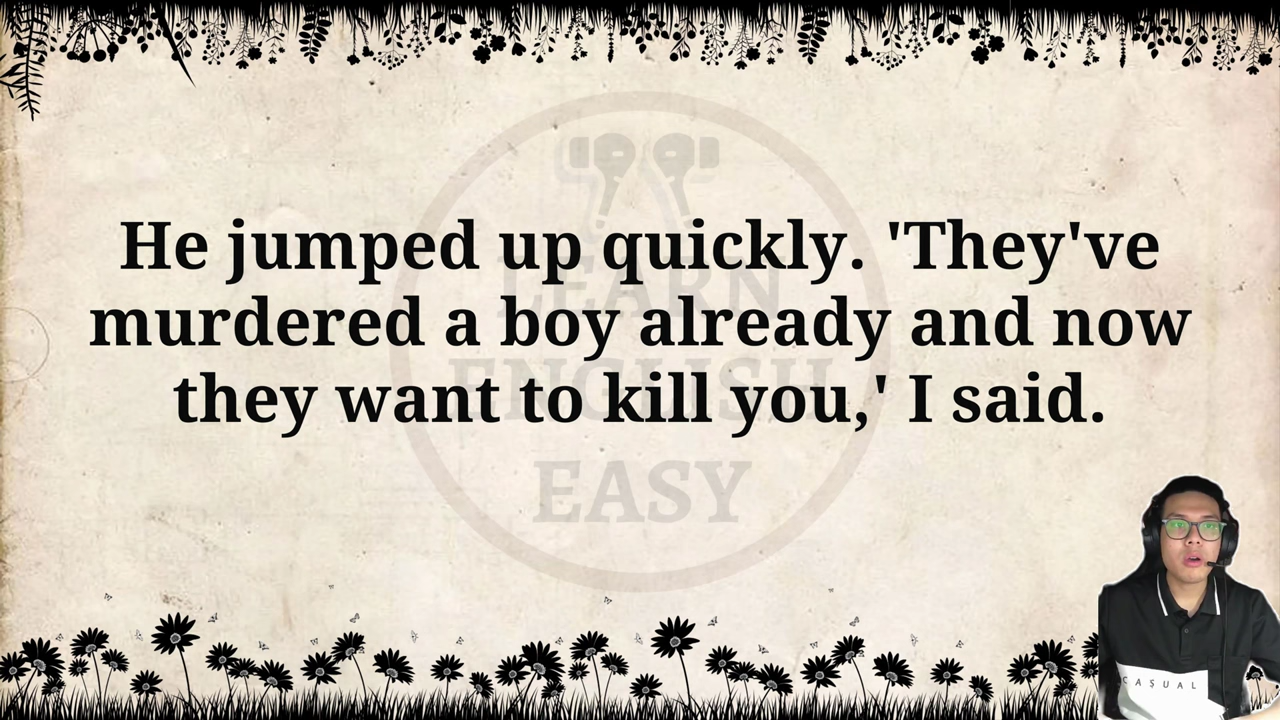 He jumped up quickly. 'They've
murdered a boy already and now
they want to kill you,' I said.
LEARN
ENGLISH
EASY
CASUAL